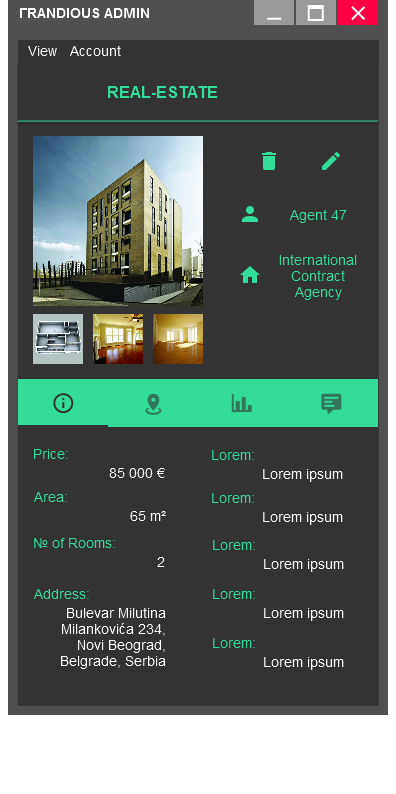 FRANDIOUS ADMIN
View Account
REAL-ESTATE
Agent 47
International
Contract
Agency
Price:
85 000 €
Area:
65 m²
№ of Rooms:
2
Address:
Bulevar Milutina
Milankovića 234,
Novi Beograd,
Belgrade, Serbia
Lorem:
Lorem ipsum
Lorem:
Lorem ipsum
Lorem:
Lorem ipsum
Lorem:
Lorem ipsum
Lorem:
Lorem ipsum